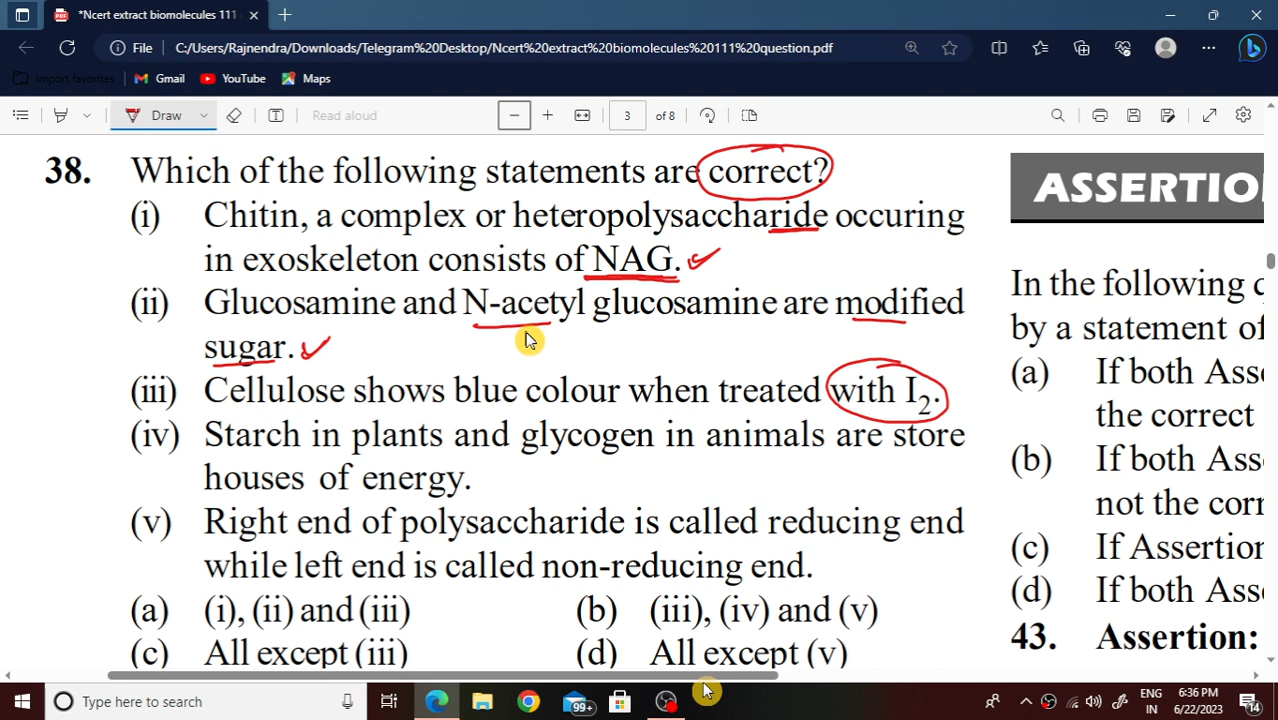 *Ncert extract biomolecules 111
File C:/Users/Rajnendra/Downloads/Telegram%20Desktop/Ncert%20extract%20biomolecules%20111%20question.pdf
Import favorites Gmail YouTube Maps
Draw Read aloud 3 of 8
38. Which of the following statements are correct?
(i) Chitin, a complex or heteropolysaccharide occuring
in exoskeleton consists of NAG.
(ii) Glucosamine and N-acetyl glucosamine are modified
sugar.
(iii) Cellulose shows blue colour when treated with I2.
(iv) Starch in plants and glycogen in animals are store
houses of energy.
(v) Right end of polysaccharide is called reducing end
while left end is called non-reducing end.
(a) (i), (ii) and (iii) (b) (iii), (iv) and (v)
(c) All except (iii) (d) All except (v)
ASSERTIO
In the following q
by a statement of
(a) If both Asse
the correct
(b) If both Ass
not the corr
(c) If Assertion
(d) If both Ass
43. Assertion:
Type here to search 99+ ENG IN 6:36 PM 6/22/2023 14